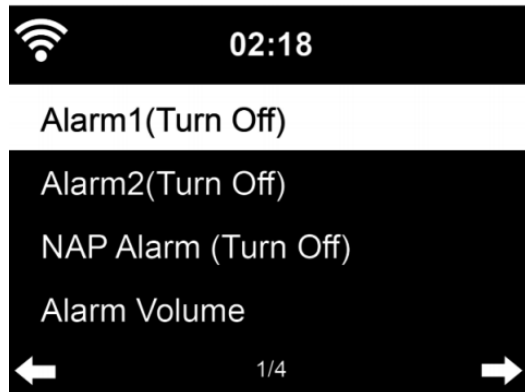 02:18
Alarm1(Turn Off)
Alarm2(Turn Off)
NAP Alarm (Turn Off)
Alarm Volume
1/4